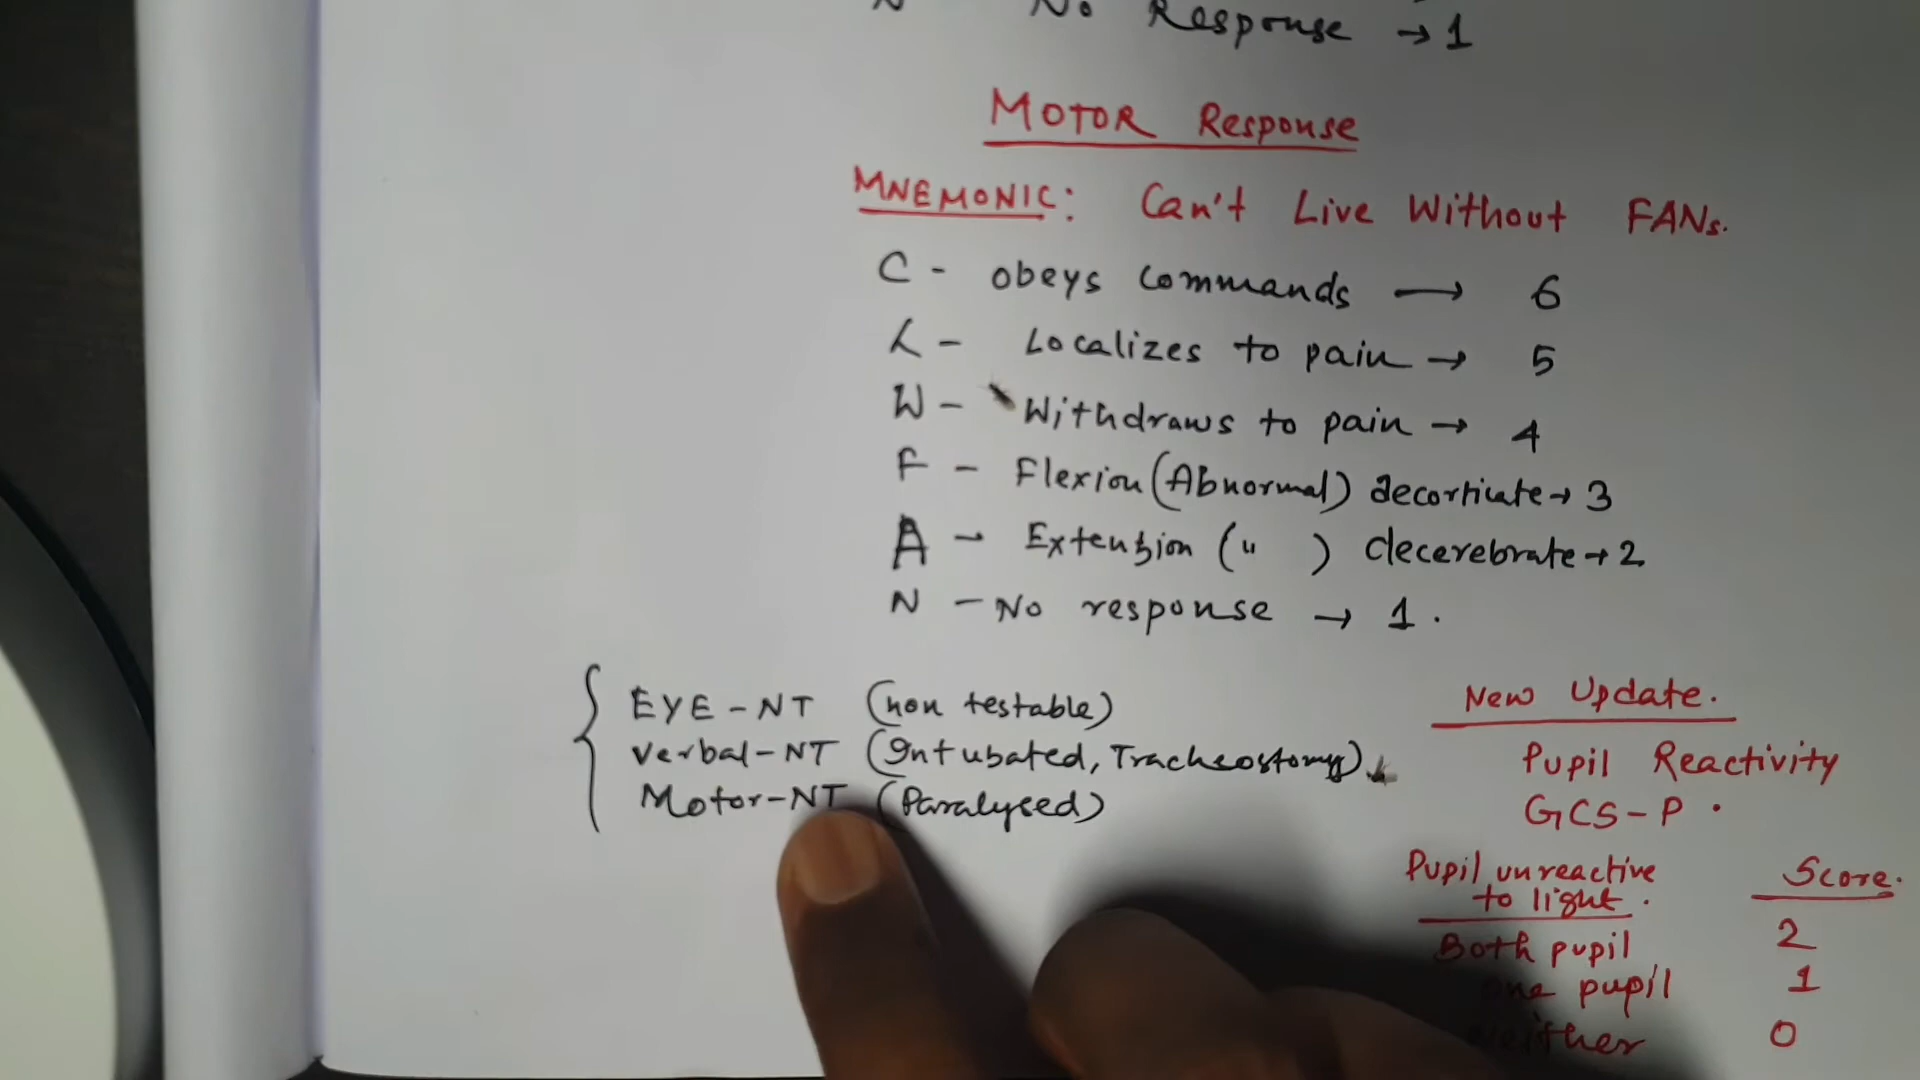 No Response → 1
MOTOR Response
MNEMONIC: Can't Live Without FANs.
C - obeys commands → 6
L - Localizes to pain → 5
W - Withdraws to pain → 4
F - Flexion (Abnormal) decorticate → 3
A - Extension (" ) decerebrate → 2
N - No response → 1.
EYE - NT (non testable)
Verbal - NT (Intubated, Tracheostomy)
Motor - NT (Paralysed)
New Update.
Pupil Reactivity
GCS - P .
Pupil unreactive to light . Score.
Both pupil 2
one pupil 1
Neither 0